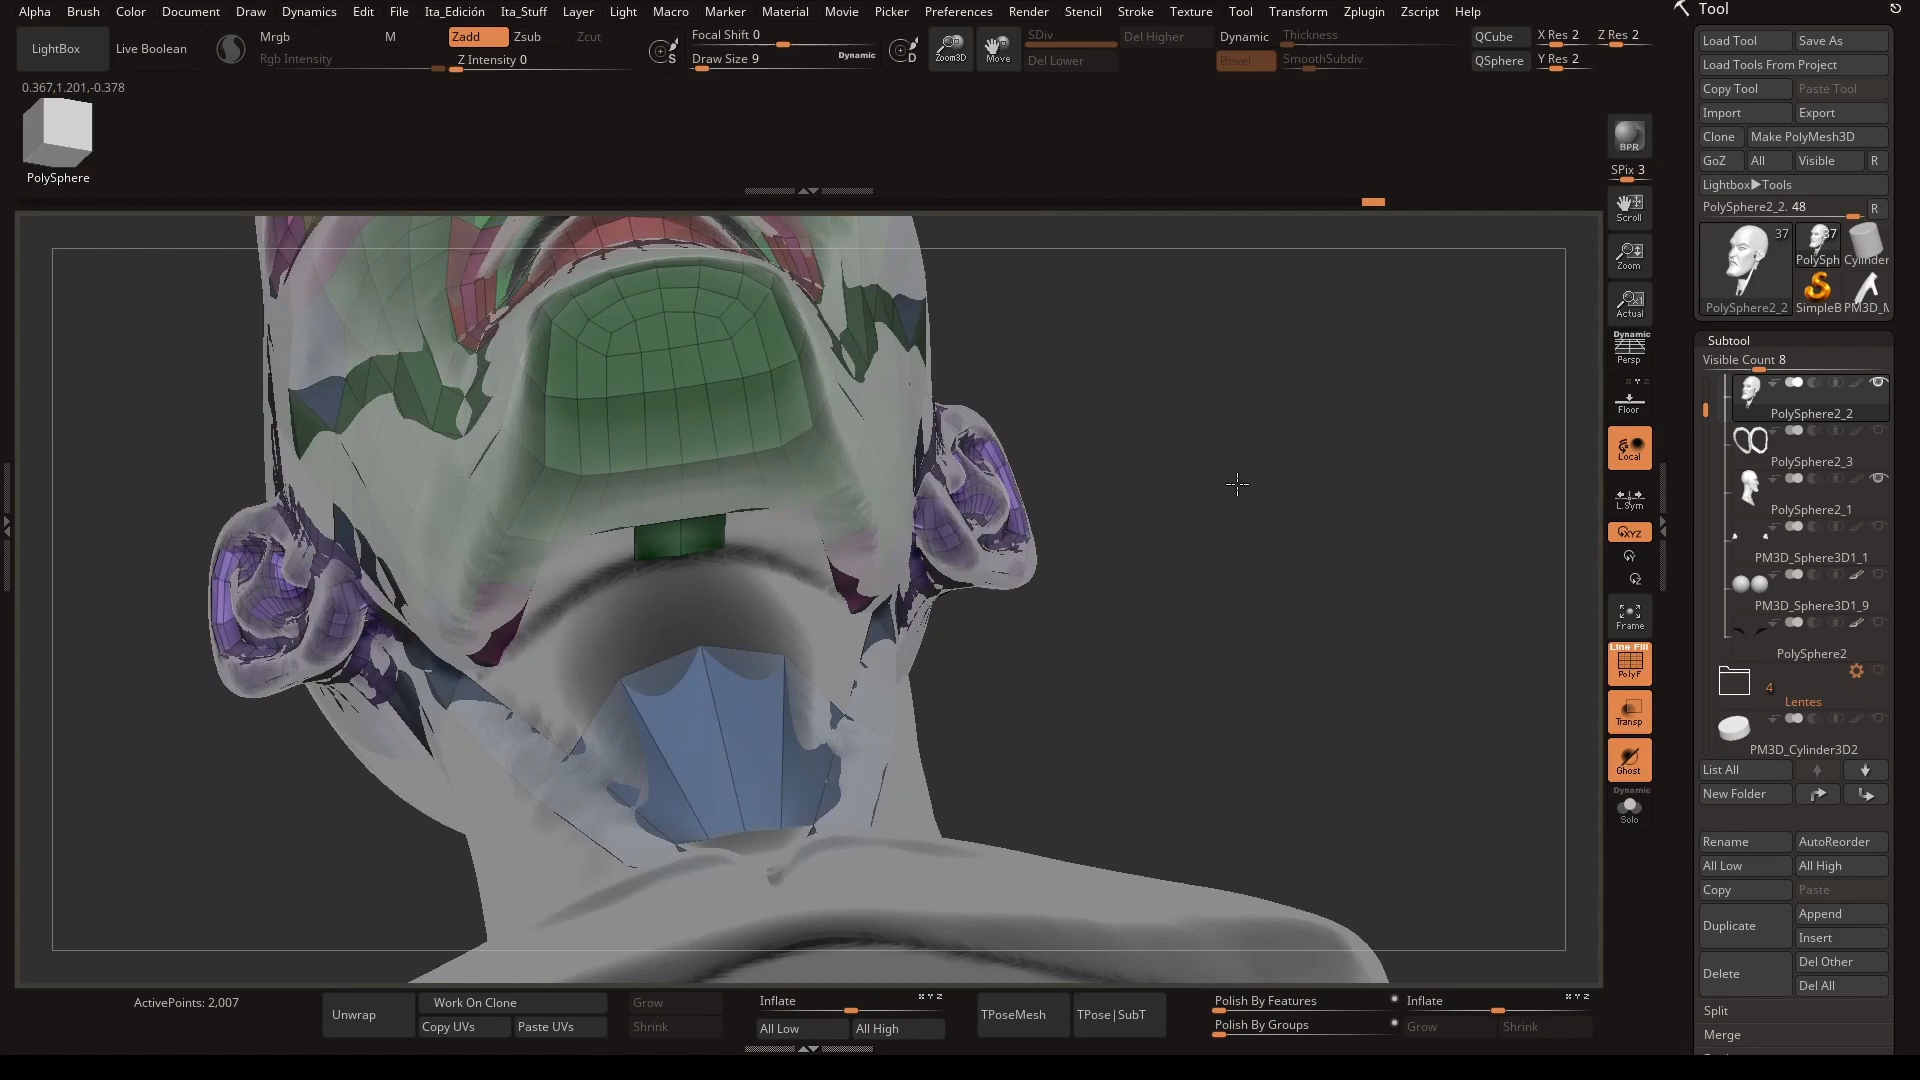 Alpha Brush Color Document Draw Dynamics Edit File Ita_Edición Ita_Stuff Layer Light Macro Marker Material Movie Picker Preferences Render Stencil Stroke Texture Tool Transform Zplugin Zscript Help
LightBox Live Boolean
Mrgb M Zadd Zsub Zcut
Rgb Intensity Z Intensity 0
S
Focal Shift 0
Draw Size 9 Dynamic
D
Zoom3D Move
SDiv Del Higher
Del Lower
Dynamic Thickness
Bevel SmoothSubdiv
QCube X Res 2 Z Res 2
QSphere Y Res 2
0.367,1.201,-0.378
PolySphere
BPR
SPix 3
Scroll
Zoom
Actual
Dynamic
Persp
Floor
Local
L.Sym
XYZ
Y
Z
Frame
Line Fill
PolyF
Transp
Ghost
Dynamic
Solo
Tool
Load Tool Save As
Load Tools From Project
Copy Tool Paste Tool
Import Export
Clone Make PolyMesh3D
GoZ All Visible R
Lightbox▶Tools
PolySphere2_2. 48 R
37 37
PolySph Cylinder
PolySphere2_2 SimpleB PM3D_M
Subtool
Visible Count 8
PolySphere2_2
PolySphere2_3
PolySphere2_1
PM3D_Sphere3D1_1
PM3D_Sphere3D1_9
PolySphere2
4
Lentes
PM3D_Cylinder3D2
List All
New Folder
Rename AutoReorder
All Low All High
Copy Paste
Duplicate Append
Insert
Delete Del Other
Del All
Split
Merge
ActivePoints: 2,007
Unwrap
Work On Clone
Copy UVs Paste UVs
Grow
Shrink
Inflate X Y Z
All Low All High
TPoseMesh TPose|SubT
Polish By Features
Polish By Groups
Inflate X Y Z
Grow Shrink